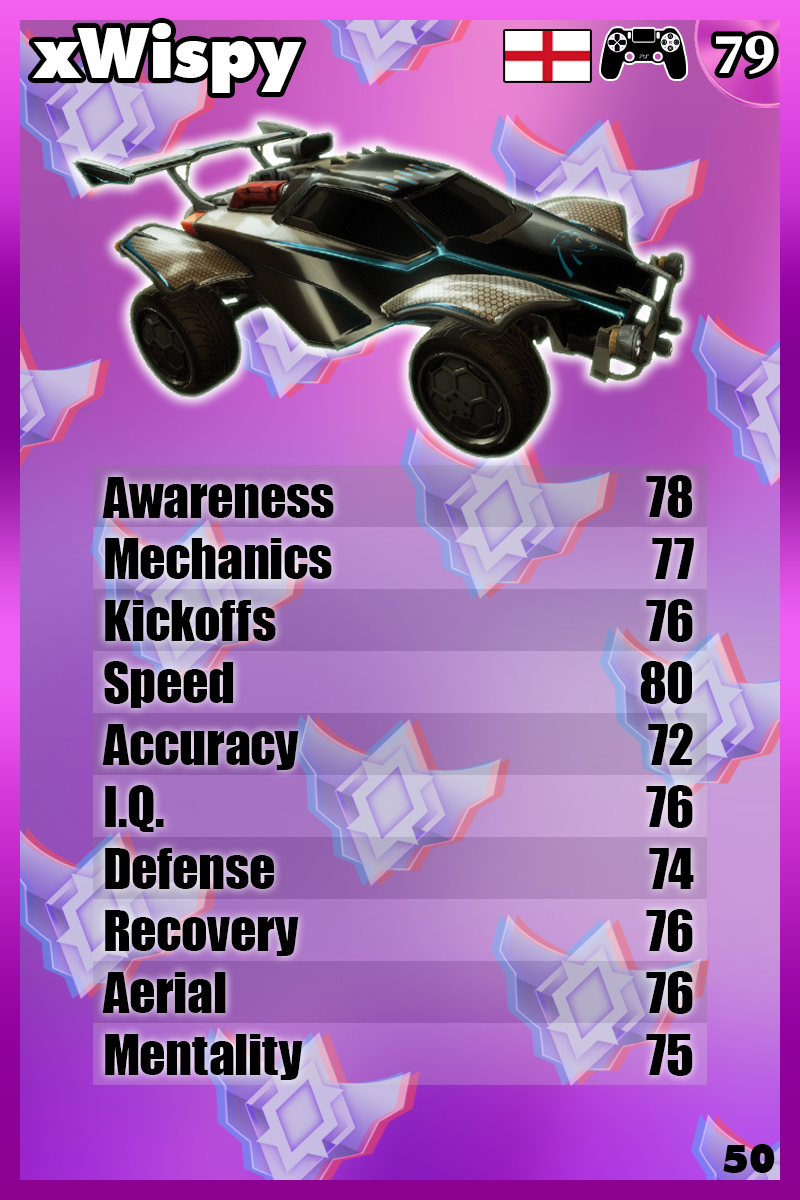 xWispy 79
Awareness 78
Mechanics 77
Kickoffs 76
Speed 80
Accuracy 72
I.Q. 76
Defense 74
Recovery 76
Aerial 76
Mentality 75
50